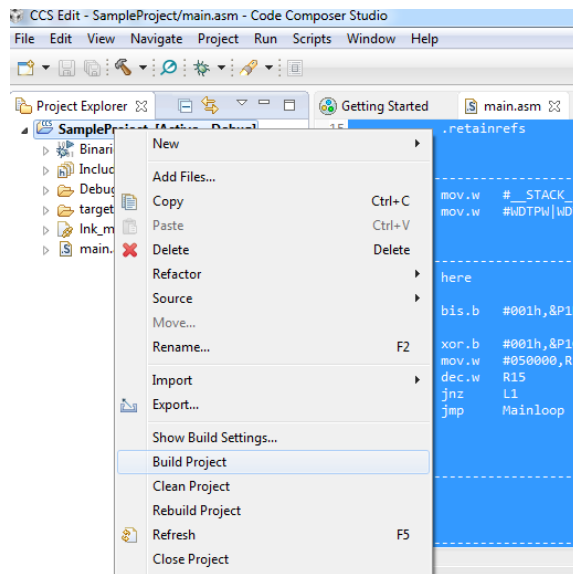 CCS Edit - SampleProject/main.asm - Code Composer Studio
File Edit View Navigate Project Run Scripts Window Help
Project Explorer
Getting Started
main.asm
SampleProject [Active - Debug]
Binari
Includ
Debug
target
lnk_m
main.
New
Add Files...
Copy Ctrl+C
Paste Ctrl+V
Delete Delete
Refactor
Source
Move...
Rename... F2
Import
Export...
Show Build Settings...
Build Project
Clean Project
Rebuild Project
Refresh F5
Close Project
15 .retainrefs
mov.w #__STACK_
mov.w #WDTPW|WD
here
bis.b #001h,&P1
xor.b #001h,&P1
mov.w #050000,R
dec.w R15
jnz L1
jmp Mainloop